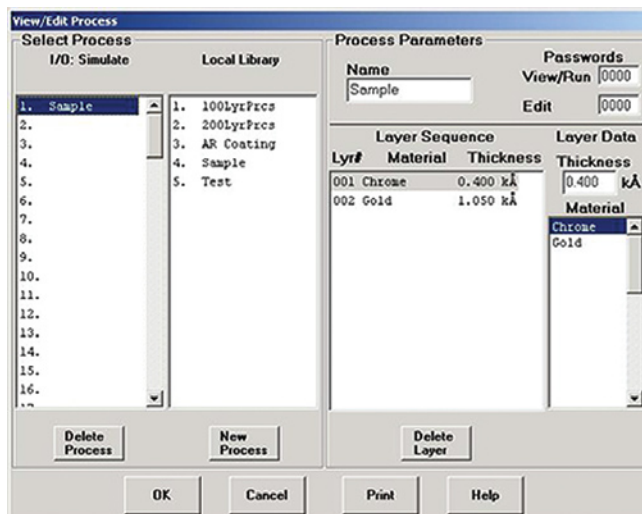 View/Edit Process
Select Process
I/O: Simulate
Local Library
1. Sample
2.
3.
4.
5.
6.
7.
8.
9.
10.
11.
12.
13.
14.
15.
16.
1. 100LyrPrcs
2. 200LyrPrcs
3. AR Coating
4. Sample
5. Test
Delete Process
New Process
Process Parameters
Name
Sample
Passwords
View/Run 0000
Edit 0000
Layer Sequence
Lyr# Material Thickness
001 Chrome 0.400 kÅ
002 Gold 1.050 kÅ
Delete Layer
Layer Data
Thickness
0.400 kÅ
Material
Chrome
Gold
OK
Cancel
Print
Help